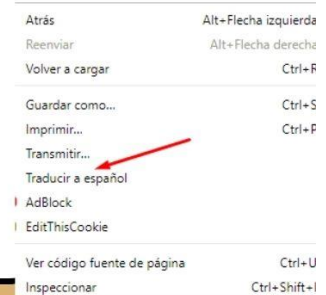 Atrás Alt+Flecha izquierda
Reenviar Alt+Flecha derecha
Volver a cargar Ctrl+R
Guardar como... Ctrl+S
Imprimir... Ctrl+P
Transmitir...
Traducir a español
AdBlock
EditThisCookie
Ver código fuente de página Ctrl+U
Inspeccionar Ctrl+Shift+I